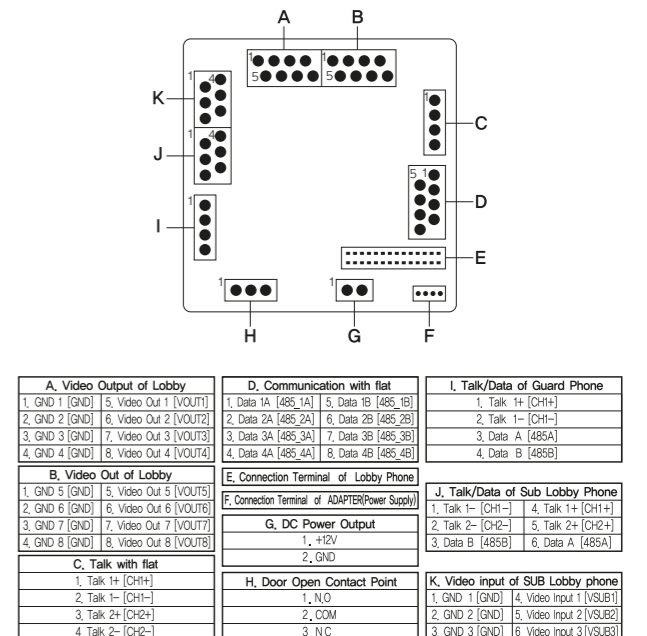 A B
1 1
5 5
1 4
K
1
C
1 4
J
5 1
D
1
I
E
1 1
H G F
A. Video Output of Lobby
1. GND 1 [GND] 5. Video Out 1 [VOUT1]
2. GND 2 [GND] 6. Video Out 2 [VOUT2]
3. GND 3 [GND] 7. Video Out 3 [VOUT3]
4. GND 4 [GND] 8. Video Out 4 [VOUT4]
B. Video Out of Lobby
1. GND 5 [GND] 5. Video Out 5 [VOUT5]
2. GND 6 [GND] 6. Video Out 6 [VOUT6]
3. GND 7 [GND] 7. Video Out 7 [VOUT7]
4. GND 8 [GND] 8. Video Out 8 [VOUT8]
C. Talk with flat
1. Talk 1+ [CH1+]
2. Talk 1- [CH1-]
3. Talk 2+ [CH2+]
4 Talk 2- [CH2-]
D. Communication with flat
1. Data 1A [485_1A] 5. Data 1B [485_1B]
2. Data 2A [485_2A] 6. Data 2B [485_2B]
3. Data 3A [485_3A] 7. Data 3B [485_3B]
4. Data 4A [485_4A] 8. Data 4B [485_4B]
E. Connection Terminal of Lobby Phone
F. Connection Terminal of ADAPTER(Power Supply)
G. DC Power Output
1. +12V
2. GND
H. Door Open Contact Point
1. N.O
2. COM
3 N C
I. Talk/Data of Guard Phone
1. Talk 1+ [CH1+]
2. Talk 1- [CH1-]
3. Data A [485A]
4. Data B [485B]
J. Talk/Data of Sub Lobby Phone
1. Talk 1- [CH1-] 4. Talk 1+ [CH1+]
2. Talk 2- [CH2-] 5. Talk 2+ [CH2+]
3. Data B [485B] 6. Data A [485A]
K. Video input of SUB Lobby phone
1. GND 1 [GND] 4. Video Input 1 [VSUB1]
2. GND 2 [GND] 5. Video Input 2 [VSUB2]
3 GND 3 [GND] 6 Video Input 3 [VSUB3]